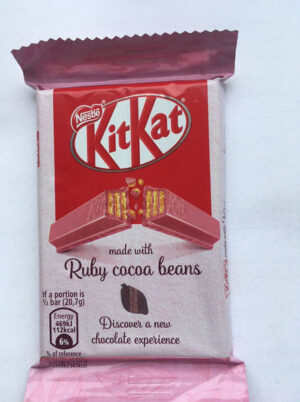 Nestlé
KitKat
made with
Ruby cocoa beans
If a portion is
½ bar (20,7g)
Energy
469kJ
112kcal
6%
% of reference
Discover a new
chocolate experience